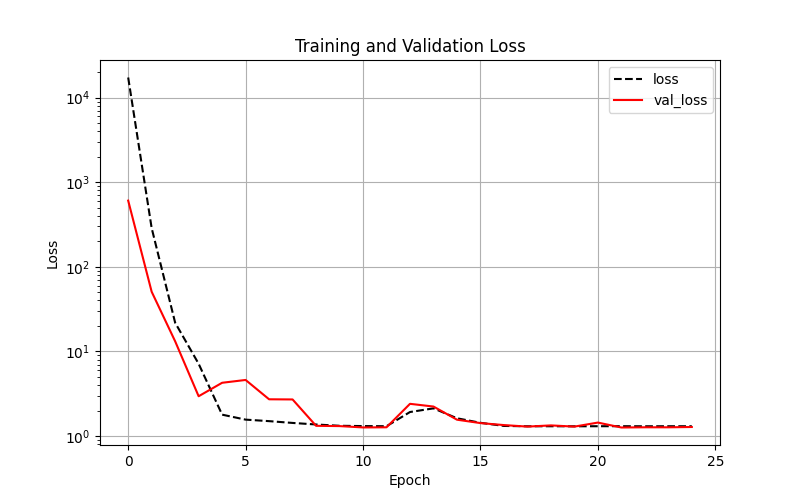 Training and Validation Loss
loss
val_loss
10⁴
10³
10²
10¹
10⁰
Loss
0 5 10 15 20 25
Epoch